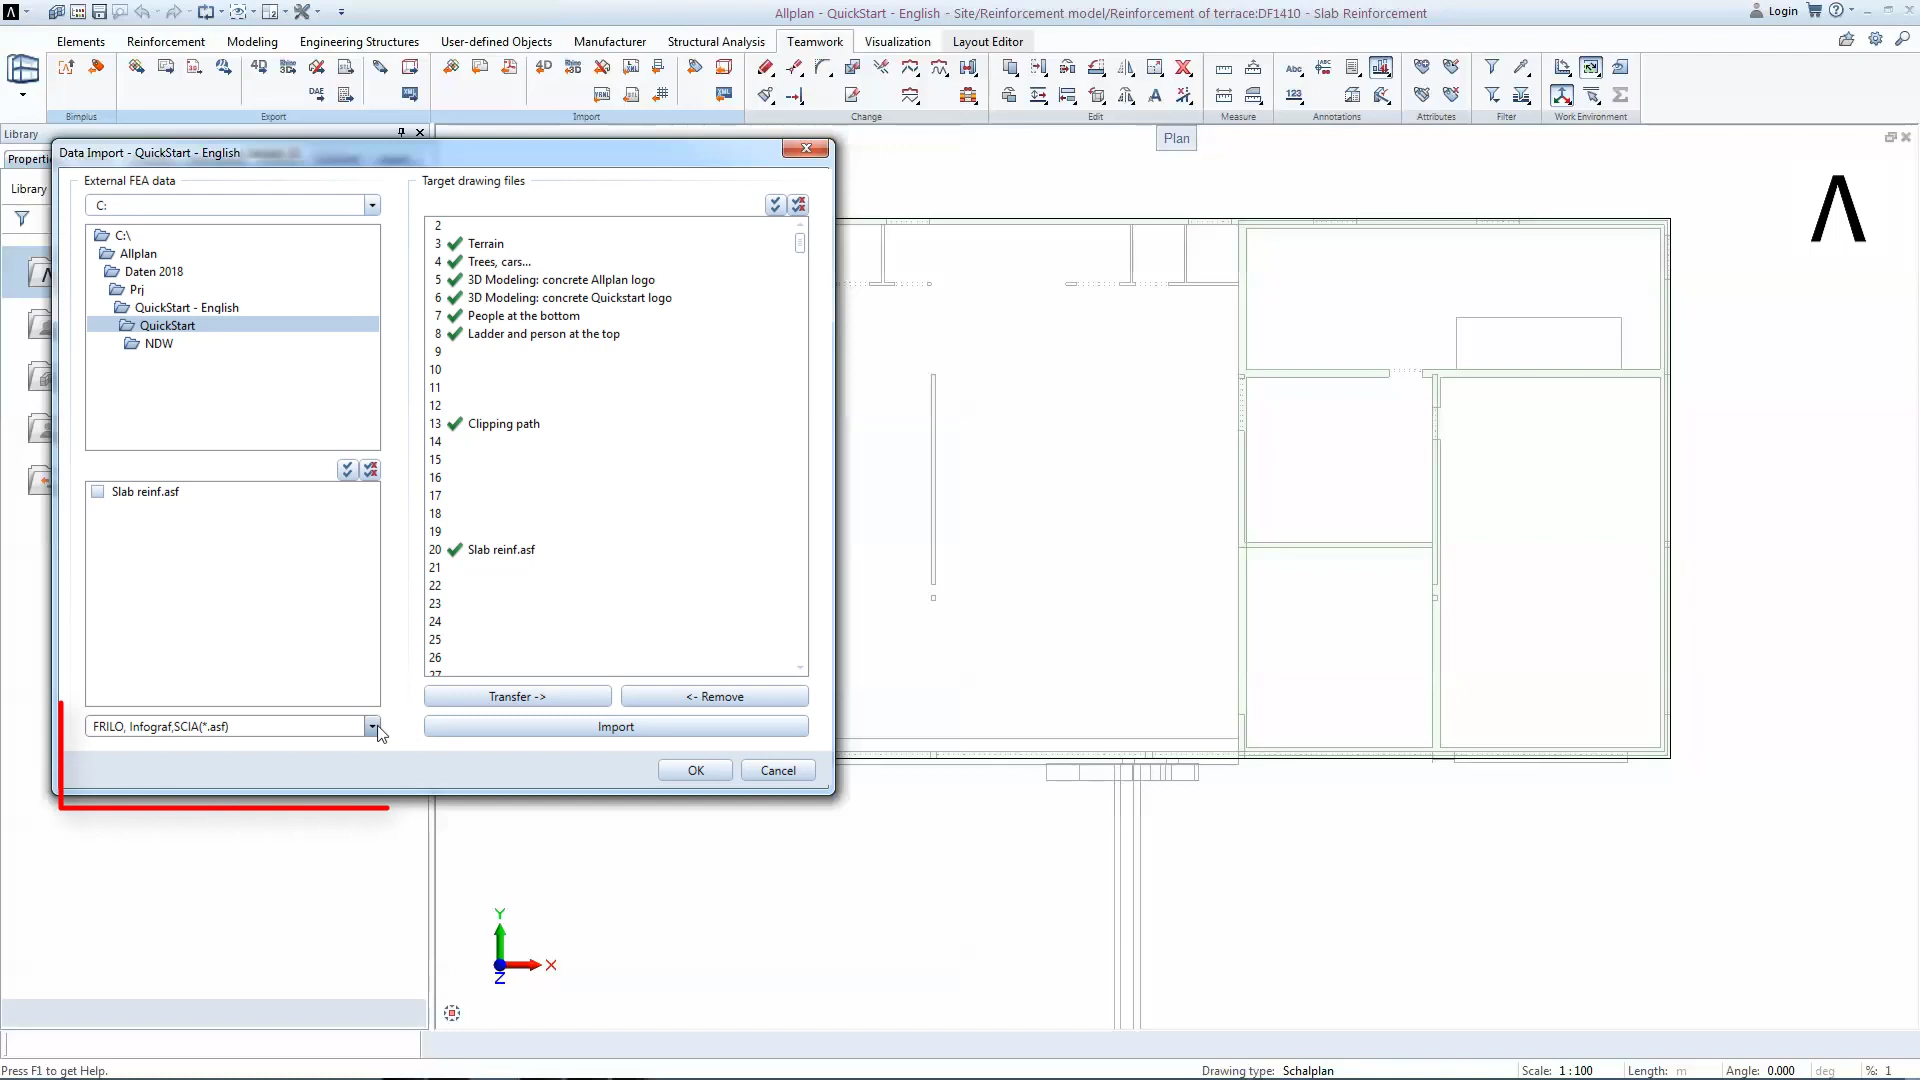 Allplan - QuickStart - English - Site/Reinforcement model/Reinforcement of terrace:DF1410 - Slab Reinforcement
Login
Elements Reinforcement Modeling Engineering Structures User-defined Objects Manufacturer Structural Analysis Teamwork Visualization Layout Editor
Bimplus Export Import Change Edit Measure Annotations Attributes Filter Work Environment
Library
Data Import - QuickStart - English
Plan
Properti
Library
External FEA data
Target drawing files
C:
C:\
Allplan
Daten 2018
Prj
QuickStart - English
QuickStart
NDW
Slab reinf.asf
FRILO, Infograf,SCIA(*.asf)
2
3 Terrain
4 Trees, cars...
5 3D Modeling: concrete Allplan logo
6 3D Modeling: concrete Quickstart logo
7 People at the bottom
8 Ladder and person at the top
9
10
11
12
13 Clipping path
14
15
16
17
18
19
20 Slab reinf.asf
21
22
23
24
25
26
27
Transfer -> <- Remove
Import
OK Cancel
Y
X
Z
Press F1 to get Help.
Drawing type: Schalplan Scale: 1 : 100 Length: m Angle: 0.000 deg %: 1